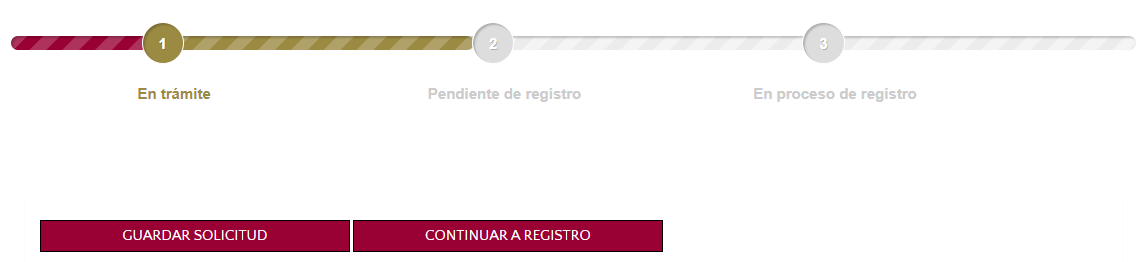 1 2 3
En trámite Pendiente de registro En proceso de registro
GUARDAR SOLICITUD CONTINUAR A REGISTRO